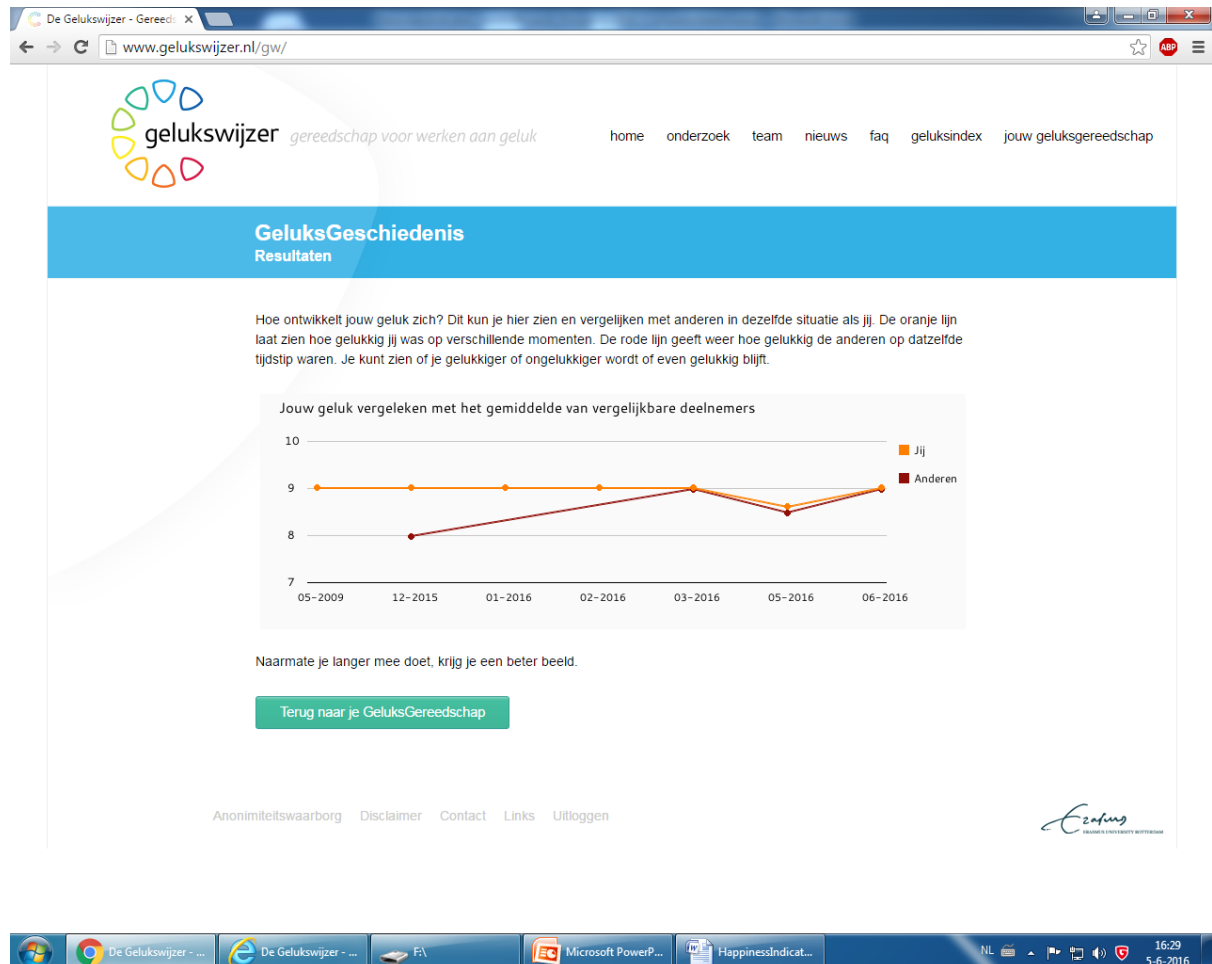 De Gelukswijzer - Gereeds
www.gelukswijzer.nl/gw/
ABP
gelukswijzer gereedschap voor werken aan geluk
home onderzoek team nieuws faq geluksindex jouw geluksgereedschap
GeluksGeschiedenis
Resultaten
Hoe ontwikkelt jouw geluk zich? Dit kun je hier zien en vergelijken met anderen in dezelfde situatie als jij. De oranje lijn
laat zien hoe gelukkig jij was op verschillende momenten. De rode lijn geeft weer hoe gelukkig de anderen op datzelfde
tijdstip waren. Je kunt zien of je gelukkiger of ongelukkiger wordt of even gelukkig blijft.
Jouw geluk vergeleken met het gemiddelde van vergelijkbare deelnemers
10
Jij
Anderen
9
8
7
05-2009 12-2015 01-2016 02-2016 03-2016 05-2016 06-2016
Naarmate je langer mee doet, krijg je een beter beeld.
Terug naar je GeluksGereedschap
Anonimiteitswaarborg Disclaimer Contact Links Uitloggen
Erasmus
ERASMUS UNIVERSITY ROTTERDAM
De Gelukswijzer - ... De Gelukswijzer - ... F:\ Microsoft PowerP... HappinessIndicat... NL 16:29
5-6-2016